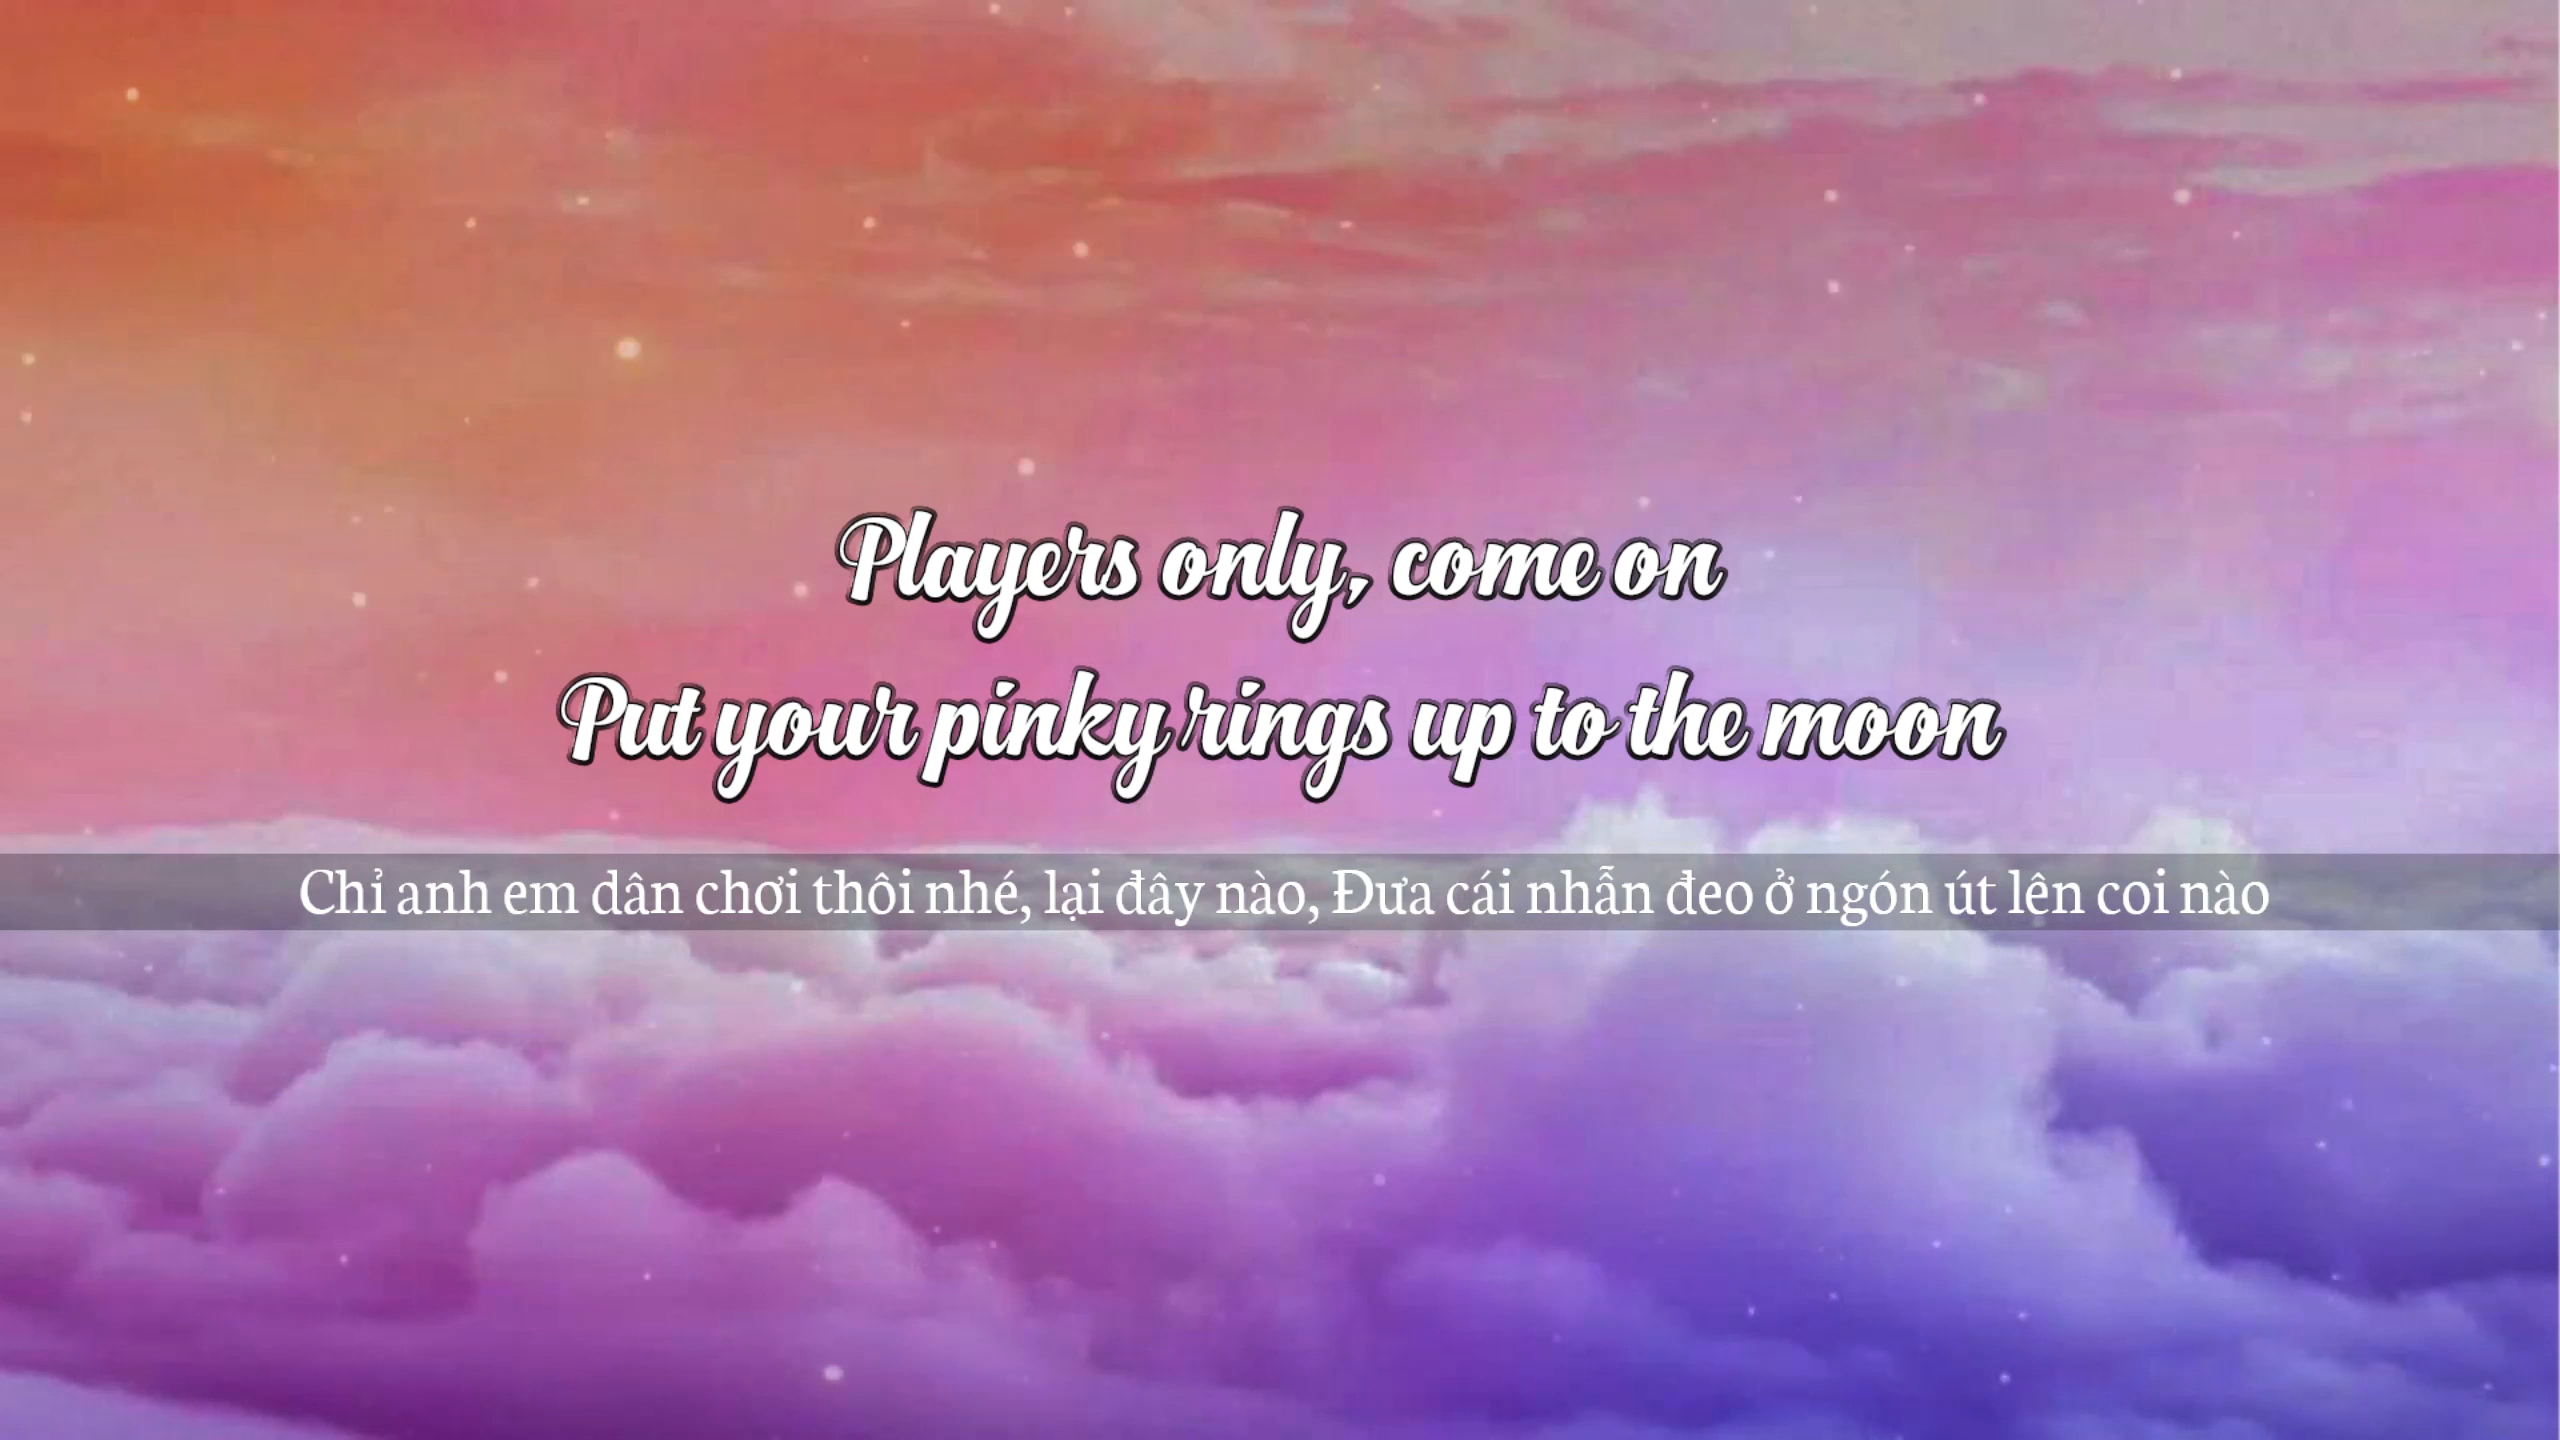 Players only, come on
Put your pinky rings up to the moon
Chỉ anh em dân chơi thôi nhé, lại đây nào, Đưa cái nhẫn đeo ở ngón út lên coi nào